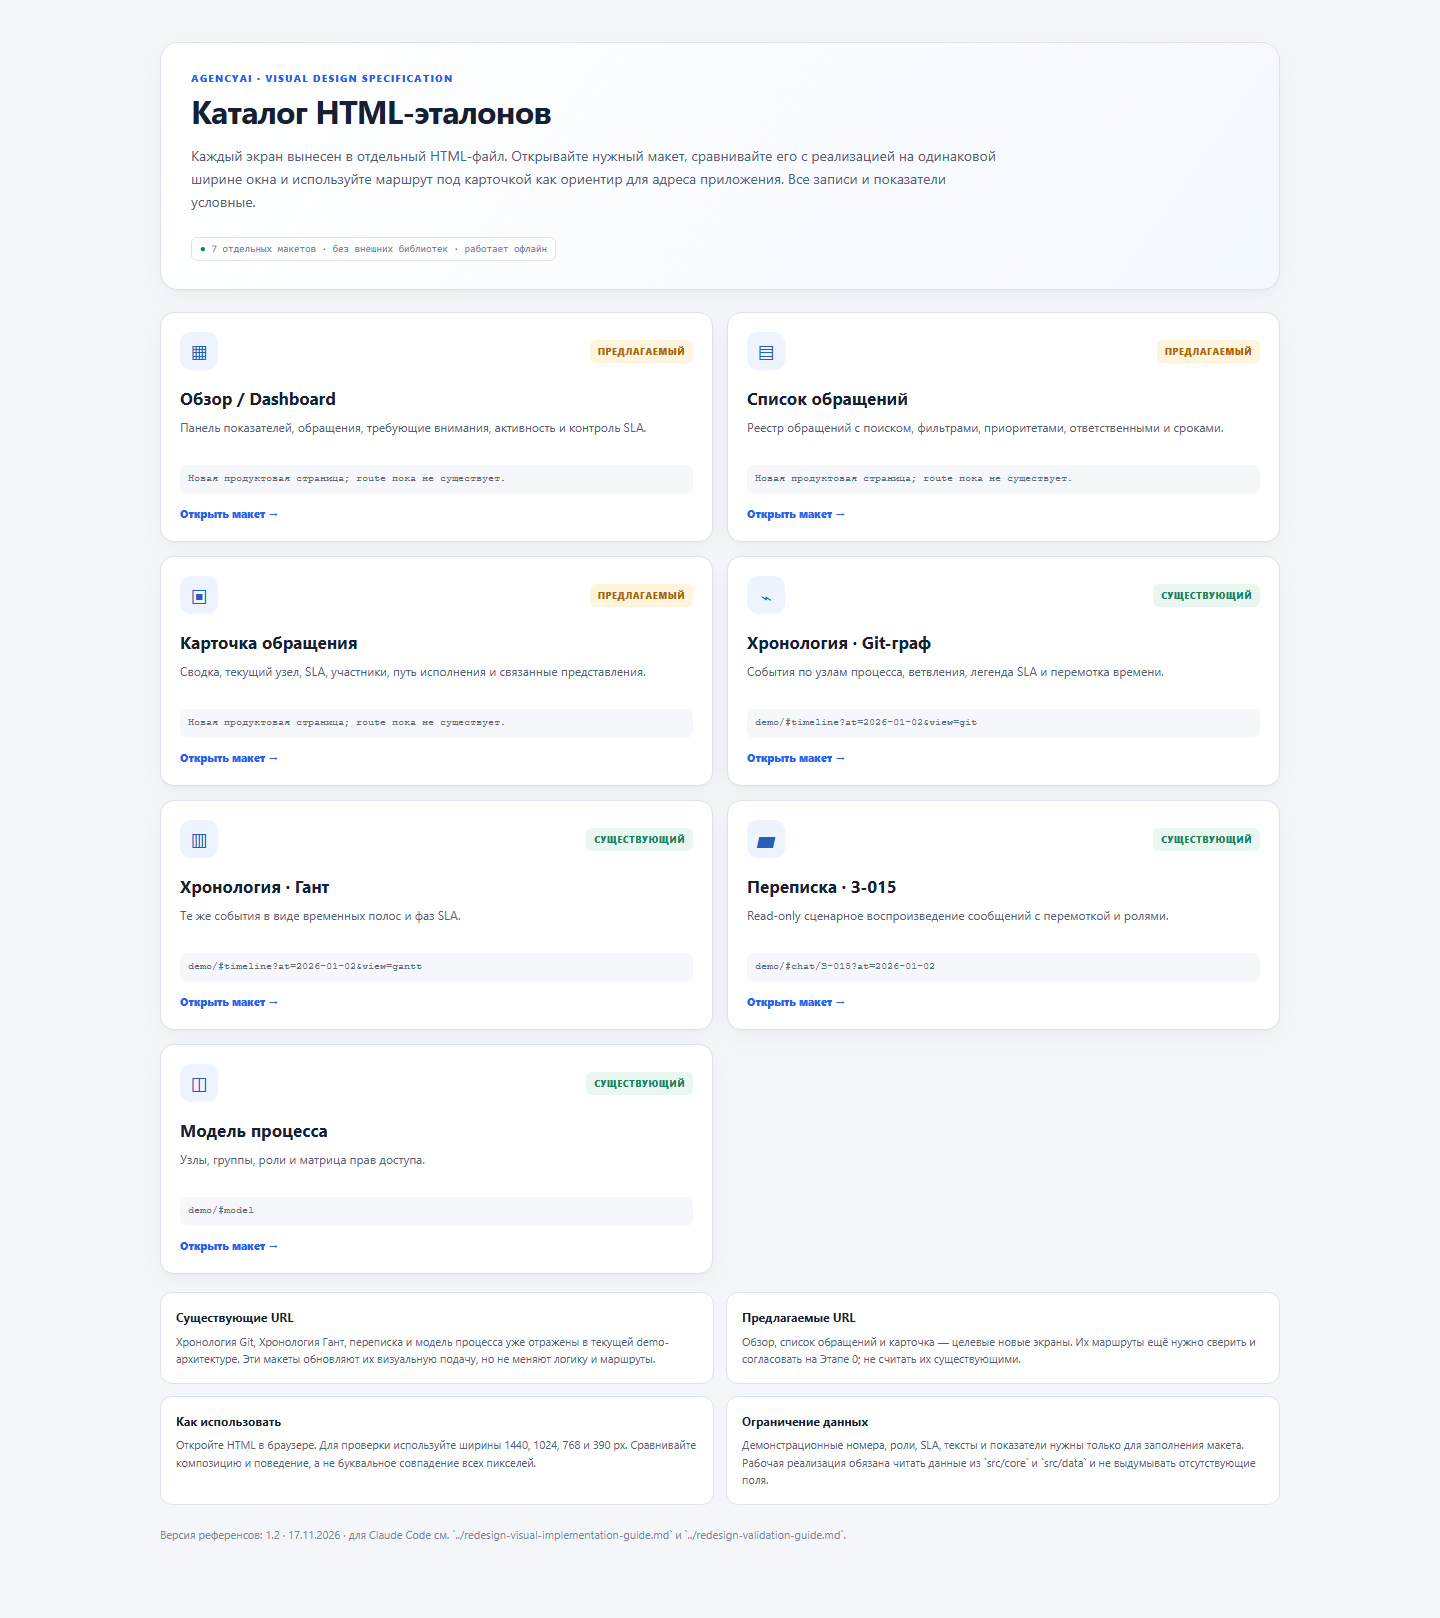 AGENCYAI · VISUAL DESIGN SPECIFICATION
Каталог HTML-эталонов
Каждый экран вынесен в отдельный HTML-файл. Открывайте нужный макет, сравнивайте его с реализацией на одинаковой
ширине окна и используйте маршрут под карточкой как ориентир для адреса приложения. Все записи и показатели
условные.
● 7 отдельных макетов · без внешних библиотек · работает офлайн
ПРЕДЛАГАЕМЫЙ
Обзор / Dashboard
Панель показателей, обращения, требующие внимания, активность и контроль SLA.
Новая продуктовая страница; route пока не существует.
Открыть макет →
ПРЕДЛАГАЕМЫЙ
Список обращений
Реестр обращений с поиском, фильтрами, приоритетами, ответственными и сроками.
Новая продуктовая страница; route пока не существует.
Открыть макет →
ПРЕДЛАГАЕМЫЙ
Карточка обращения
Сводка, текущий узел, SLA, участники, путь исполнения и связанные представления.
Новая продуктовая страница; route пока не существует.
Открыть макет →
СУЩЕСТВУЮЩИЙ
Хронология · Git-граф
События по узлам процесса, ветвления, легенда SLA и перемотка времени.
demo/#timeline?at=2026-01-02&view=git
Открыть макет →
СУЩЕСТВУЮЩИЙ
Хронология · Гант
Те же события в виде временных полос и фаз SLA.
demo/#timeline?at=2026-01-02&view=gantt
Открыть макет →
СУЩЕСТВУЮЩИЙ
Переписка · З-015
Read-only сценарное воспроизведение сообщений с перемоткой и ролями.
demo/#chat/S-015?at=2026-01-02
Открыть макет →
СУЩЕСТВУЮЩИЙ
Модель процесса
Узлы, группы, роли и матрица прав доступа.
demo/#model
Открыть макет →
Существующие URL
Хронология Git, Хронология Гант, переписка и модель процесса уже отражены в текущей demo-
архитектуре. Эти макеты обновляют их визуальную подачу, но не меняют логику и маршруты.
Предлагаемые URL
Обзор, список обращений и карточка — целевые новые экраны. Их маршруты ещё нужно сверить и
согласовать на Этапе 0; не считать их существующими.
Как использовать
Откройте HTML в браузере. Для проверки используйте ширины 1440, 1024, 768 и 390 px. Сравнивайте
композицию и поведение, а не буквальное совпадение всех пикселей.
Ограничение данных
Демонстрационные номера, роли, SLA, тексты и показатели нужны только для заполнения макета.
Рабочая реализация обязана читать данные из `src/core` и `src/data` и не выдумывать отсутствующие
поля.
Версия референсов: 1.2 · 17.11.2026 · для Claude Code см. `../redesign-visual-implementation-guide.md` и `../redesign-validation-guide.md`.